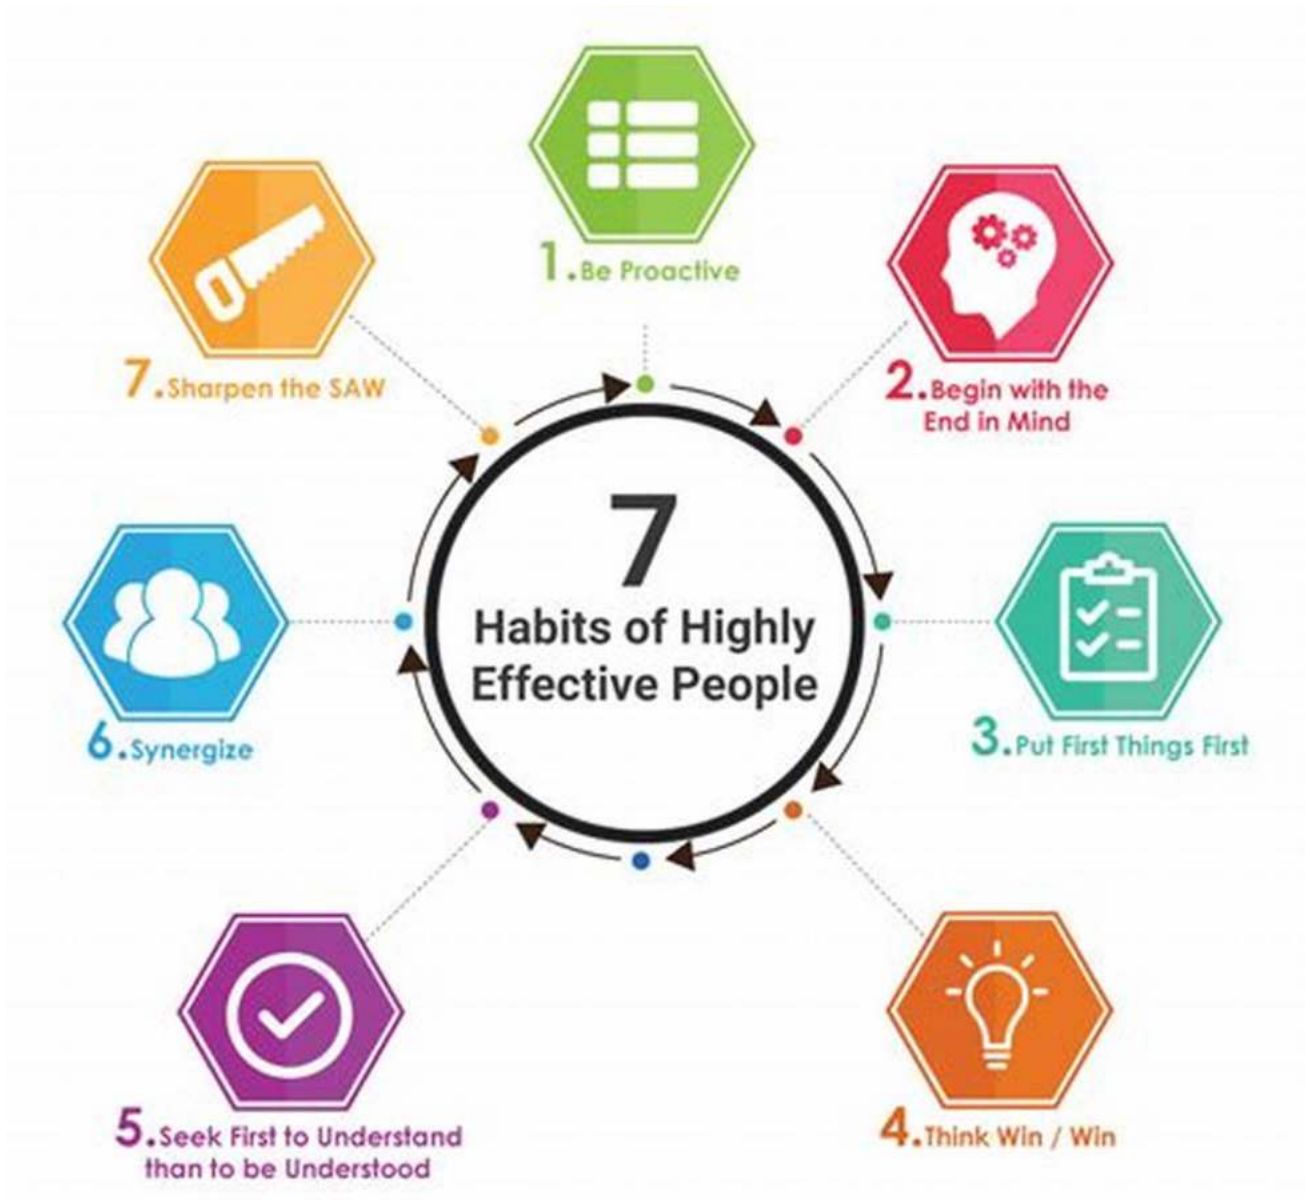 7
Habits of Highly
Effective People
1.Be Proactive
2.Begin with the
End in Mind
3.Put First Things First
4.Think Win / Win
5.Seek First to Understand
than to be Understood
6.Synergize
7.Sharpen the SAW